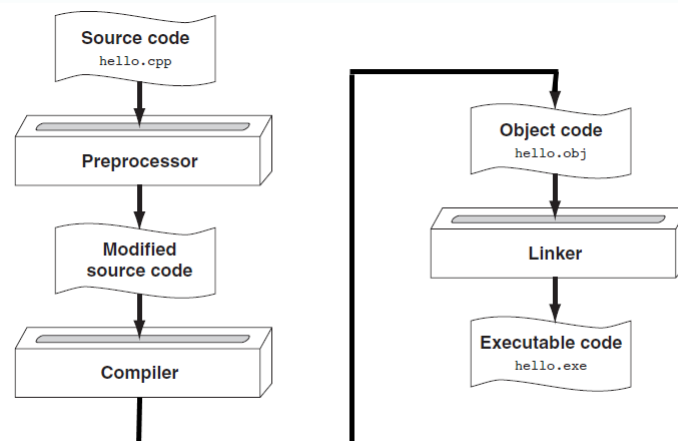 Source code
hello.cpp
Preprocessor
Modified
source code
Compiler
Object code
hello.obj
Linker
Executable code
hello.exe